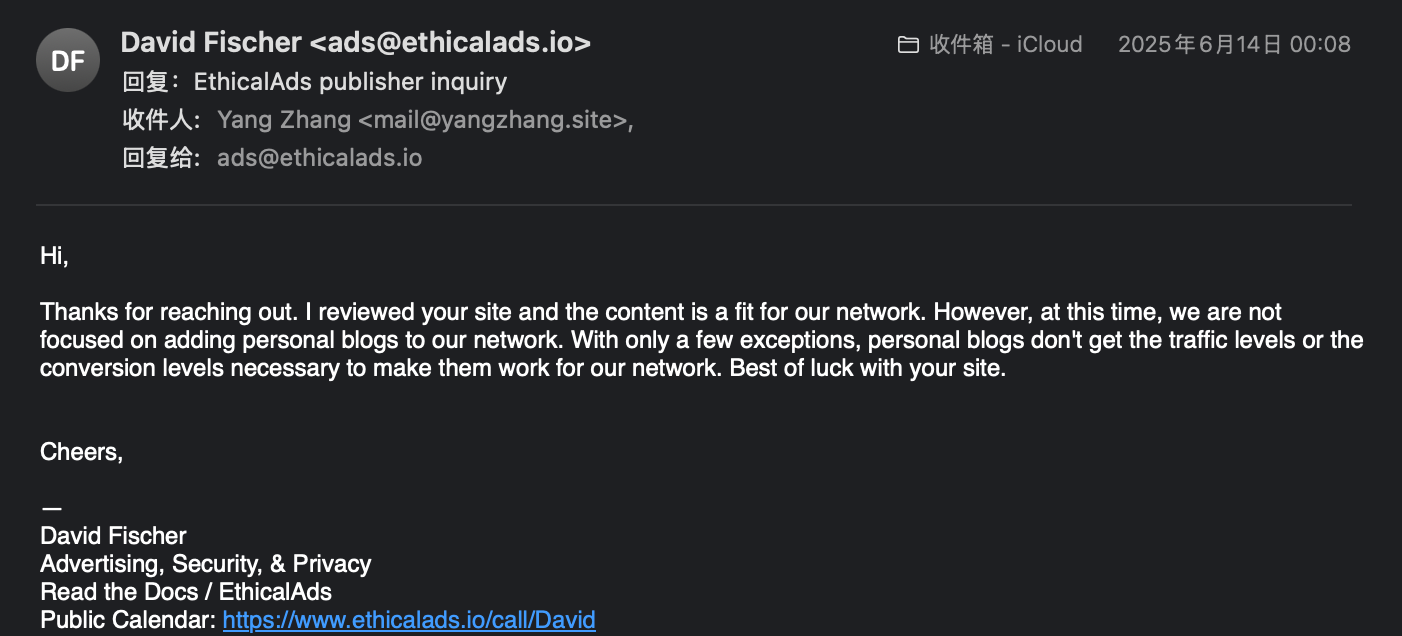 DF
David Fischer <ads@ethicalads.io>
收件箱 - iCloud
2025年6月14日 00:08
回复：EthicalAds publisher inquiry
收件人： Yang Zhang <mail@yangzhang.site>,
回复给： ads@ethicalads.io
Hi,
Thanks for reaching out. I reviewed your site and the content is a fit for our network. However, at this time, we are not
focused on adding personal blogs to our network. With only a few exceptions, personal blogs don't get the traffic levels or the
conversion levels necessary to make them work for our network. Best of luck with your site.
Cheers,
—
David Fischer
Advertising, Security, & Privacy
Read the Docs / EthicalAds
Public Calendar: https://www.ethicalads.io/call/David